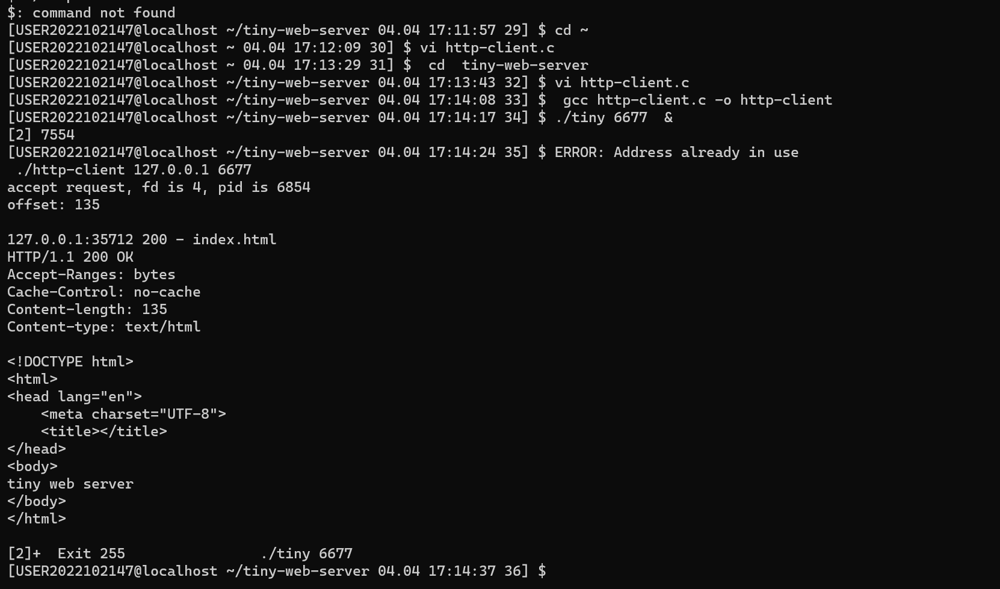 $: command not found
[USER2022102147@localhost ~/tiny-web-server 04.04 17:11:57 29] $ cd ~
[USER2022102147@localhost ~ 04.04 17:12:09 30] $ vi http-client.c
[USER2022102147@localhost ~ 04.04 17:13:29 31] $  cd  tiny-web-server
[USER2022102147@localhost ~/tiny-web-server 04.04 17:13:43 32] $ vi http-client.c
[USER2022102147@localhost ~/tiny-web-server 04.04 17:14:08 33] $  gcc http-client.c -o http-client
[USER2022102147@localhost ~/tiny-web-server 04.04 17:14:17 34] $ ./tiny 6677  &
[2] 7554
[USER2022102147@localhost ~/tiny-web-server 04.04 17:14:24 35] $ ERROR: Address already in use
 ./http-client 127.0.0.1 6677
accept request, fd is 4, pid is 6854
offset: 135

127.0.0.1:35712 200 - index.html
HTTP/1.1 200 OK
Accept-Ranges: bytes
Cache-Control: no-cache
Content-length: 135
Content-type: text/html

<!DOCTYPE html>
<html>
<head lang="en">
    <meta charset="UTF-8">
    <title></title>
</head>
<body>
tiny web server
</body>
</html>

[2]+  Exit 255                ./tiny 6677
[USER2022102147@localhost ~/tiny-web-server 04.04 17:14:37 36] $